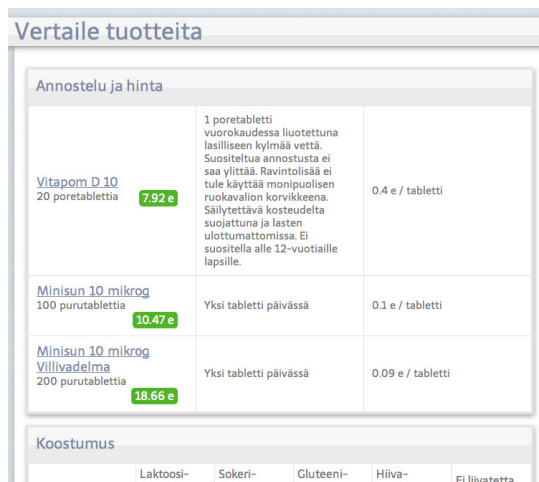 Vertaile tuotteita
Annostelu ja hinta
Vitapom D 10
20 poretablettia
7.92 e
1 poretabletti
vuorokaudessa liuotettuna
lasilliseen kylmää vettä.
Suositeltua annostusta ei
saa ylittää. Ravintolisää ei
tule käyttää monipuolisen
ruokavalion korvikkeena.
Säilytettävä kosteudelta
suojattuna ja lasten
ulottumattomissa. Ei
suositella alle 12-vuotiaille
lapsille.
0.4 e / tabletti
Minisun 10 mikrog
100 purutablettia
10.47 e
Yksi tabletti päivässä
0.1 e / tabletti
Minisun 10 mikrog
Villivadelma
200 purutablettia
18.66 e
Yksi tabletti päivässä
0.09 e / tabletti
Koostumus
Laktoosi-
Sokeri-
Gluteeni-
Hiiva-
Ei liivatetta